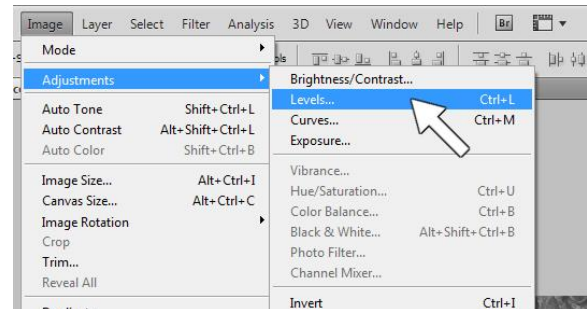 Image Layer Select Filter Analysis 3D View Window Help Br
Mode
Adjustments
Auto Tone Shift+Ctrl+L
Auto Contrast Alt+Shift+Ctrl+L
Auto Color Shift+Ctrl+B
Image Size... Alt+Ctrl+I
Canvas Size... Alt+Ctrl+C
Image Rotation
Crop
Trim...
Reveal All
Brightness/Contrast...
Levels... Ctrl+L
Curves... Ctrl+M
Exposure...
Vibrance...
Hue/Saturation... Ctrl+U
Color Balance... Ctrl+B
Black & White... Alt+Shift+Ctrl+B
Photo Filter...
Channel Mixer...
Invert Ctrl+I